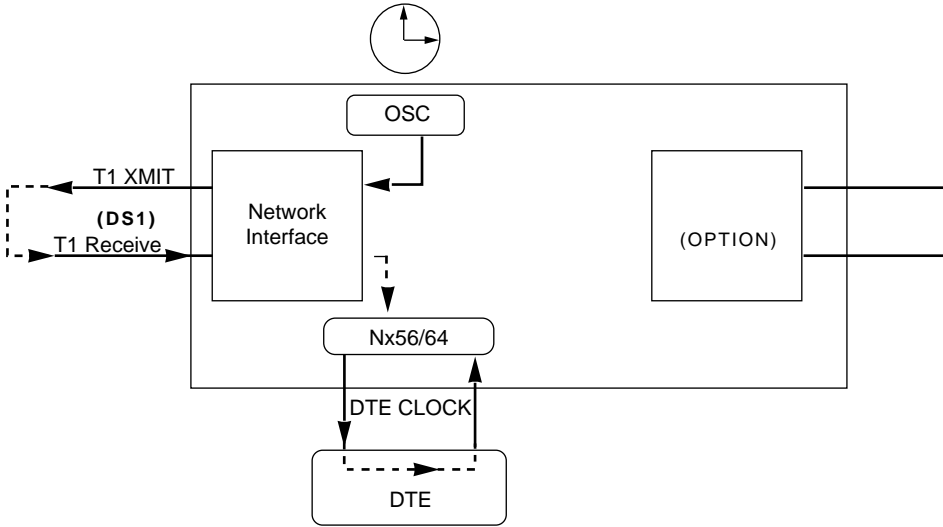 OSC
T1 XMIT
(DS1)
T1 Receive
Network
Interface
(OPTION)
Nx56/64
DTE CLOCK
DTE